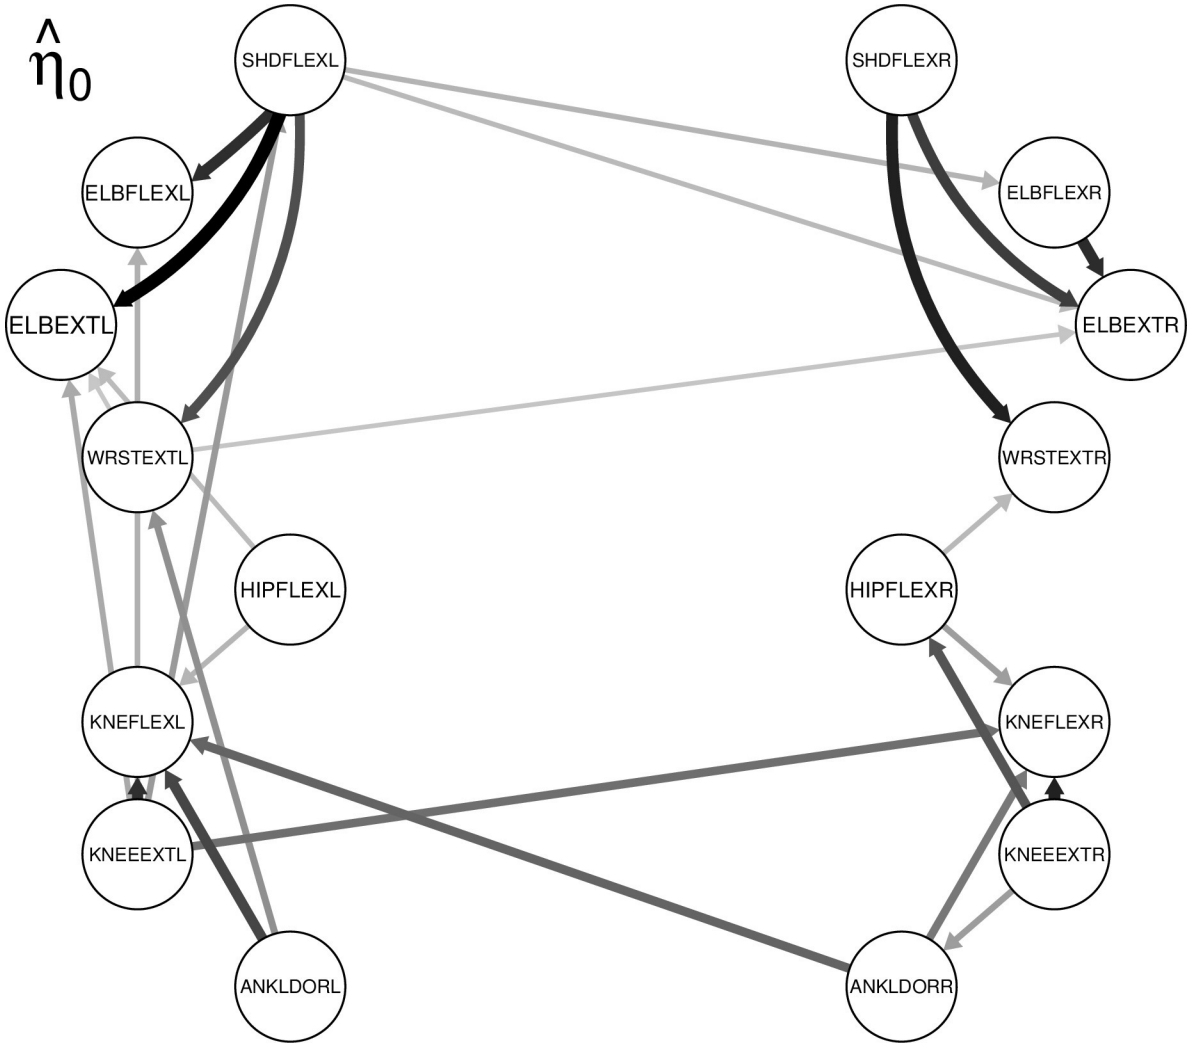 η̂0
SHDFLEXL
SHDFLEXR
ELBFLEXL
ELBFLEXR
ELBEXTL
ELBEXTR
WRSTEXTL
WRSTEXTR
HIPFLEXL
HIPFLEXR
KNEFLEXL
KNEFLEXR
KNEEEXTL
KNEEEXTR
ANKLDORL
ANKLDORR